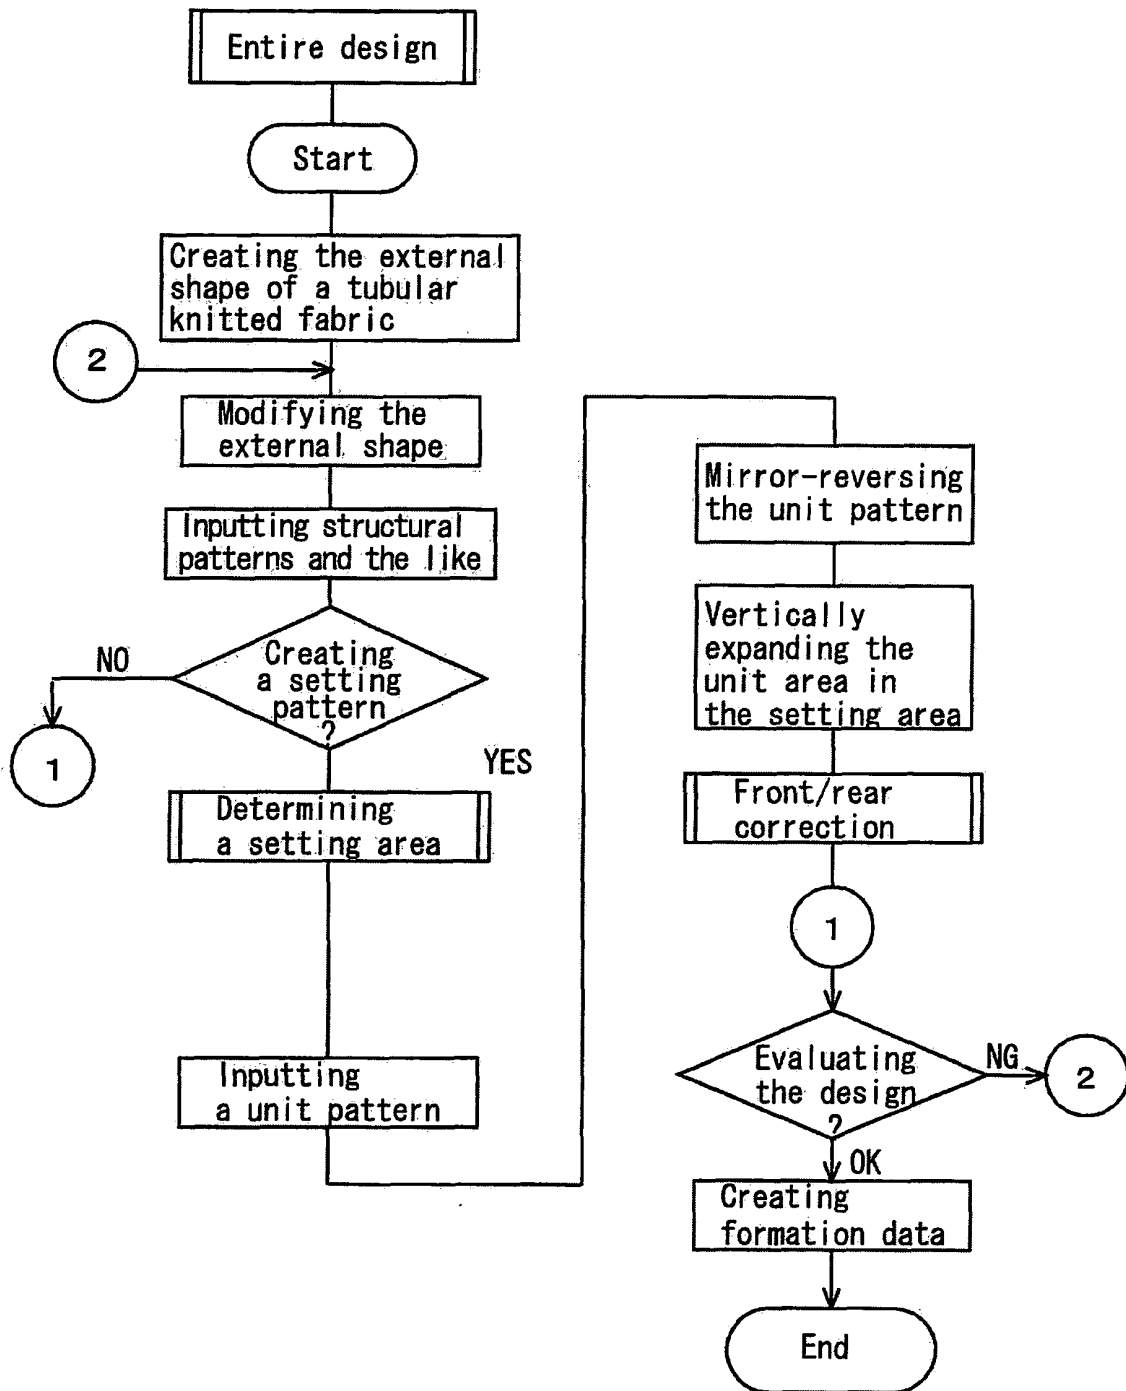 Entire design
Start
Creating the external
shape of a tubular
knitted fabric
2
Modifying the
external shape
Inputting structural
patterns and the like
NO
Creating
a setting
pattern
?
1
YES
Determining
a setting area
Inputting
a unit pattern
Mirror-reversing
the unit pattern
Vertically
expanding the
unit area in
the setting area
Front/rear
correction
1
Evaluating
the design
?
NG
2
OK
Creating
formation data
End